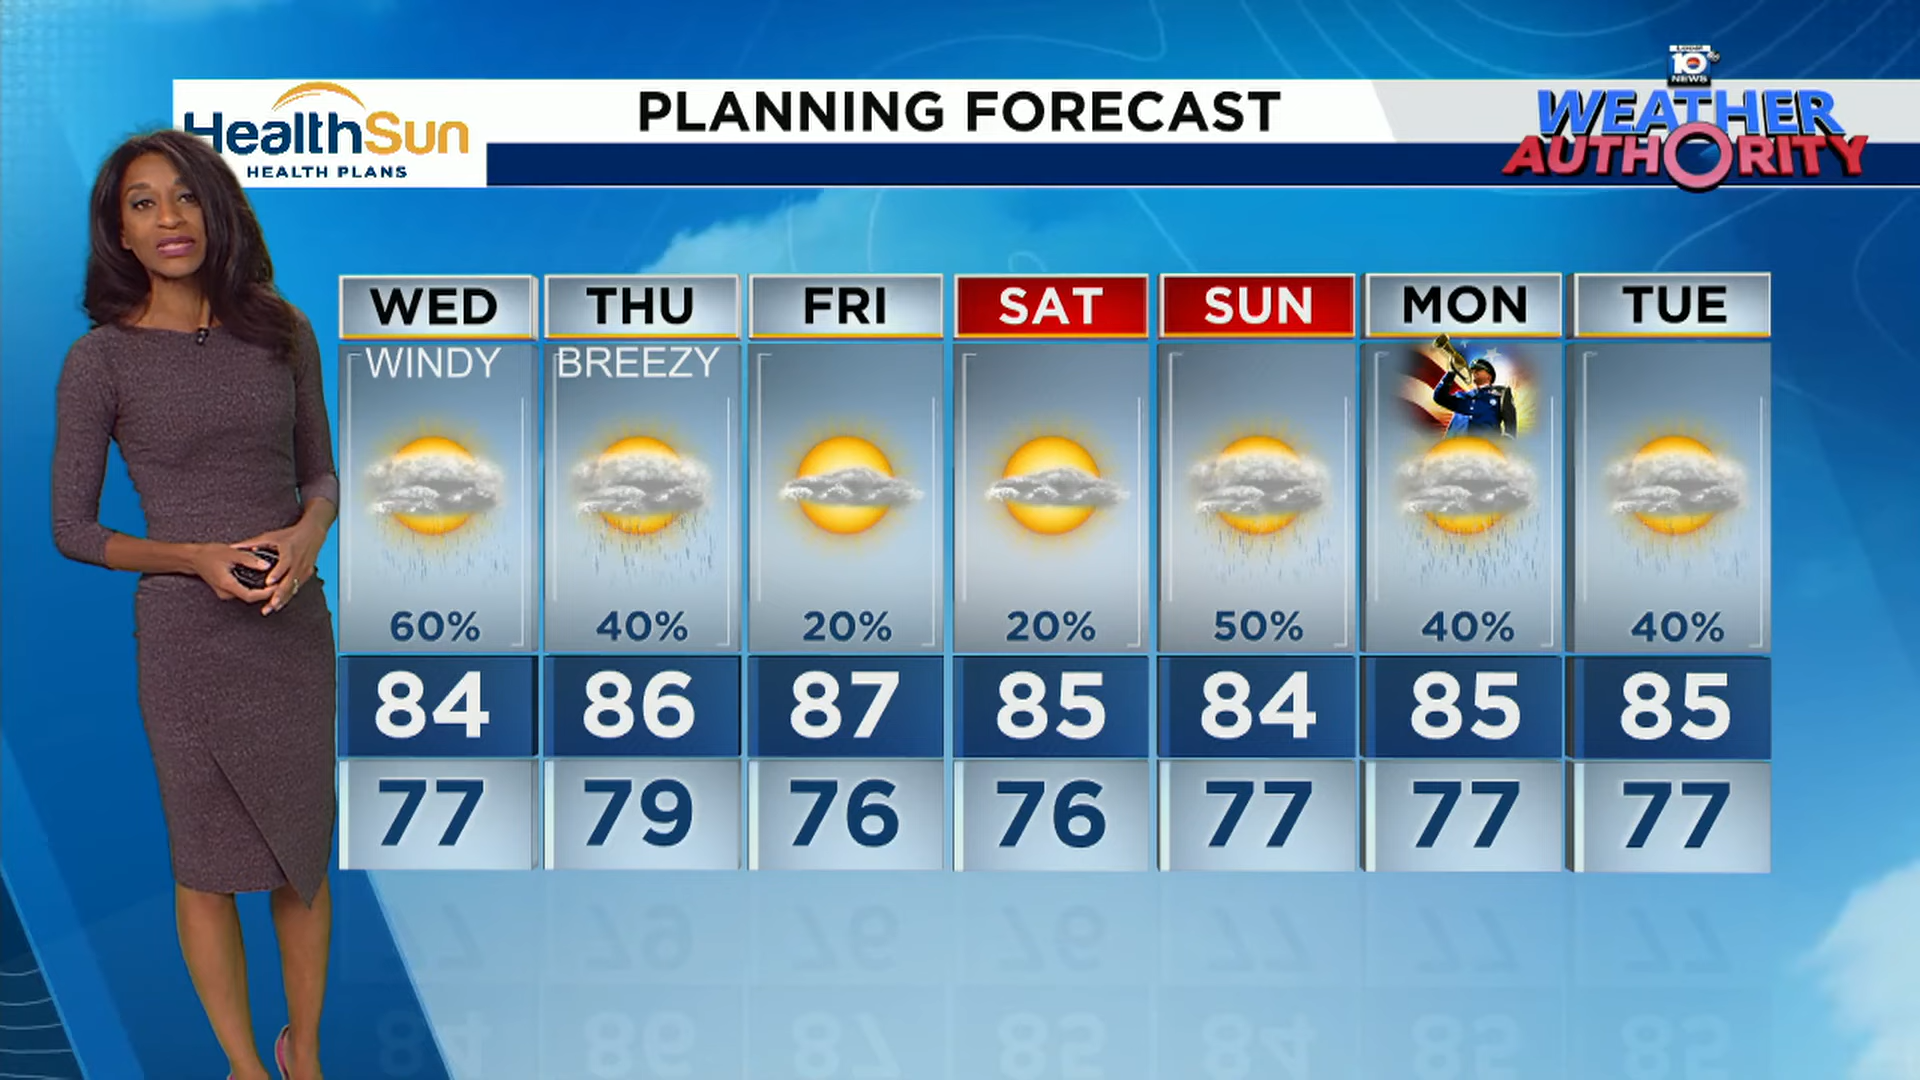 LOCAL
10
NEWS
WEATHER
AUTHORITY
HealthSun
HEALTH PLANS
PLANNING FORECAST
WED THU FRI SAT SUN MON TUE
WINDY BREEZY
60% 40% 20% 20% 50% 40% 40%
84 86 87 85 84 85 85
77 79 76 76 77 77 77